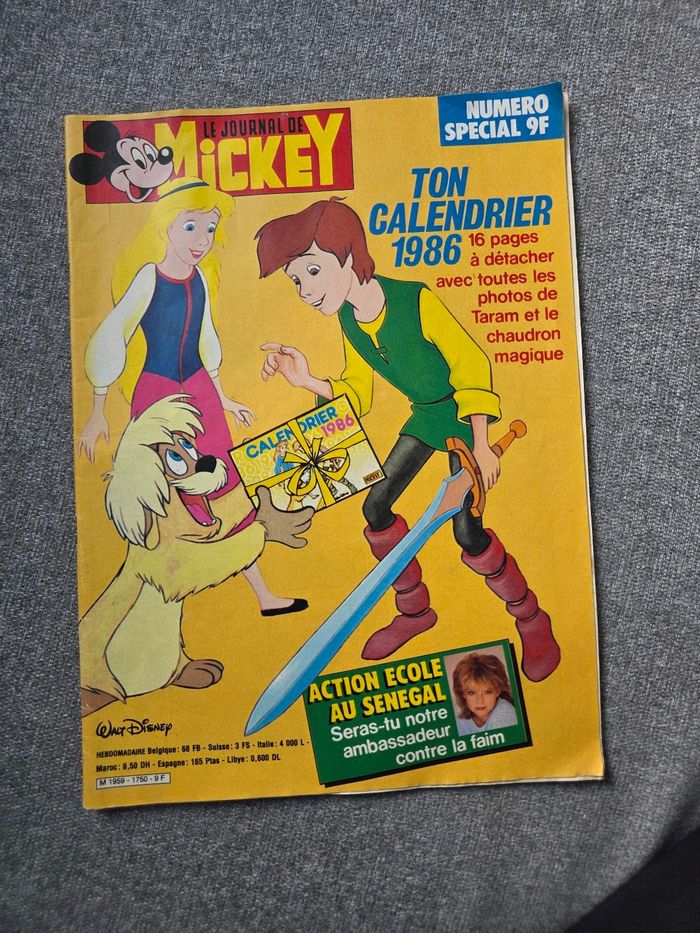 LE JOURNAL DE
MiCKEY
NUMERO
SPECIAL 9F
TON
CALENDRIER
1986
16 pages
à détacher
avec toutes les
photos de
Taram et le
chaudron
magique
CALENDRIER
1986
ACTION ECOLE
AU SENEGAL
Seras-tu notre
ambassadeur
contre la faim
WALT DISNEY
HEBDOMADAIRE Belgique : 68 FB - Suisse : 3 FS - Italie : 4 000 L -
Maroc : 9,50 DH - Espagne : 165 Ptas - Libye : 0,600 DL
M 1959 - 1750 - 9 F